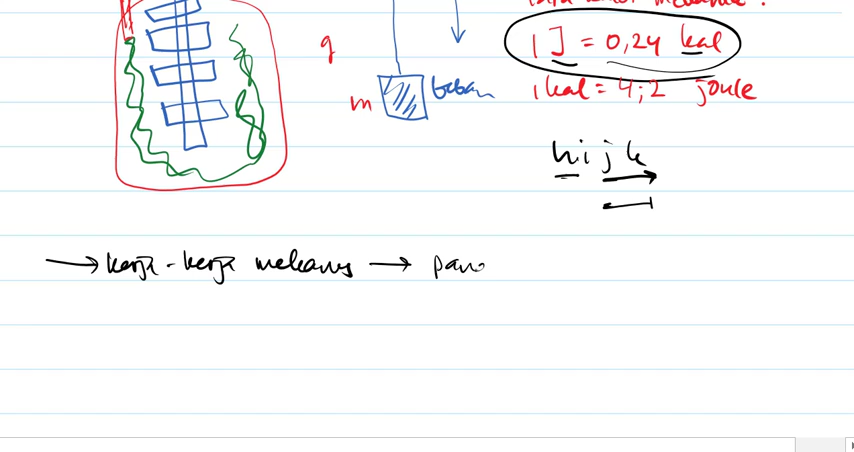 1 J = 0,24 kal
g
m
beban
1 kal = 4,2 joule
hijk
→ kerja - kerja mekanis → pana